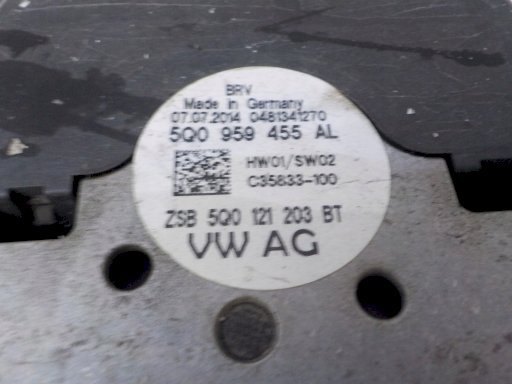 BRV
Made in Germany
07.07.2014 0481341270
5Q0 959 455 AL
HW01/SW02
C35833-100
ZSB 5Q0 121 203 BT
VW AG